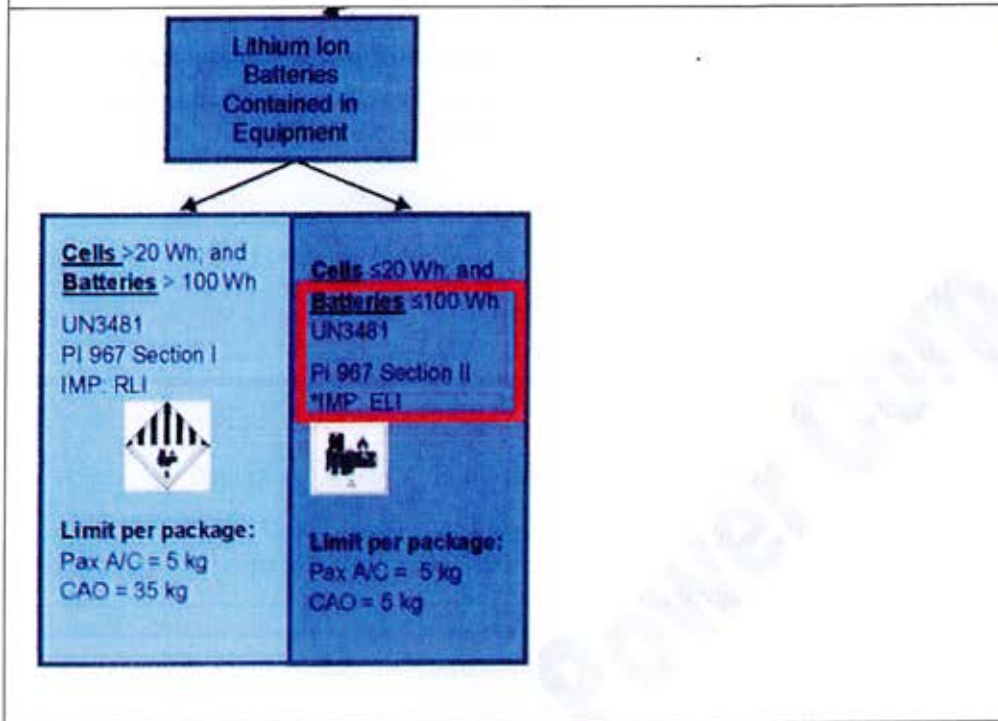 Lithium Ion
Batteries
Contained in
Equipment
Cells >20 Wh; and
Batteries > 100 Wh
UN3481
PI 967 Section I
IMP: RLI
Limit per package:
Pax A/C = 5 kg
CAO = 35 kg
Cells ≤20 Wh; and
Batteries ≤100 Wh
UN3481
PI 967 Section II
*IMP: ELI
Limit per package:
Pax A/C = 5 kg
CAO = 5 kg
Power